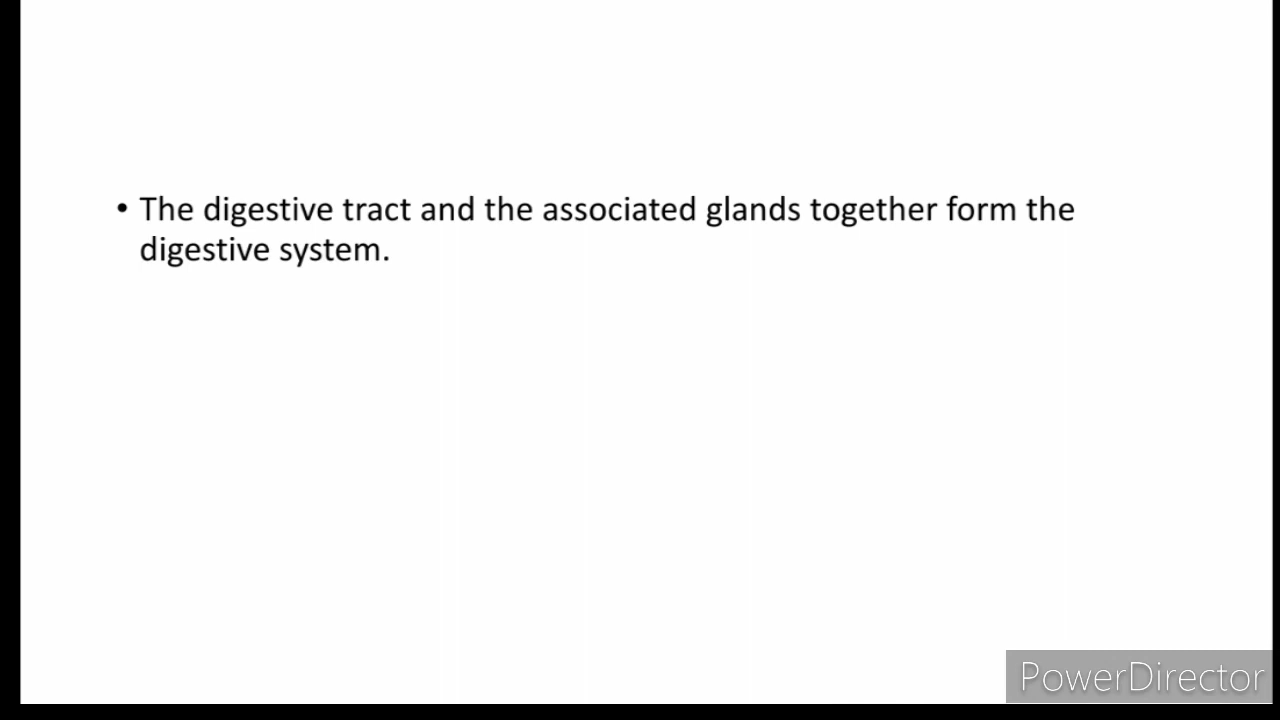 • The digestive tract and the associated glands together form the
digestive system.
PowerDirector